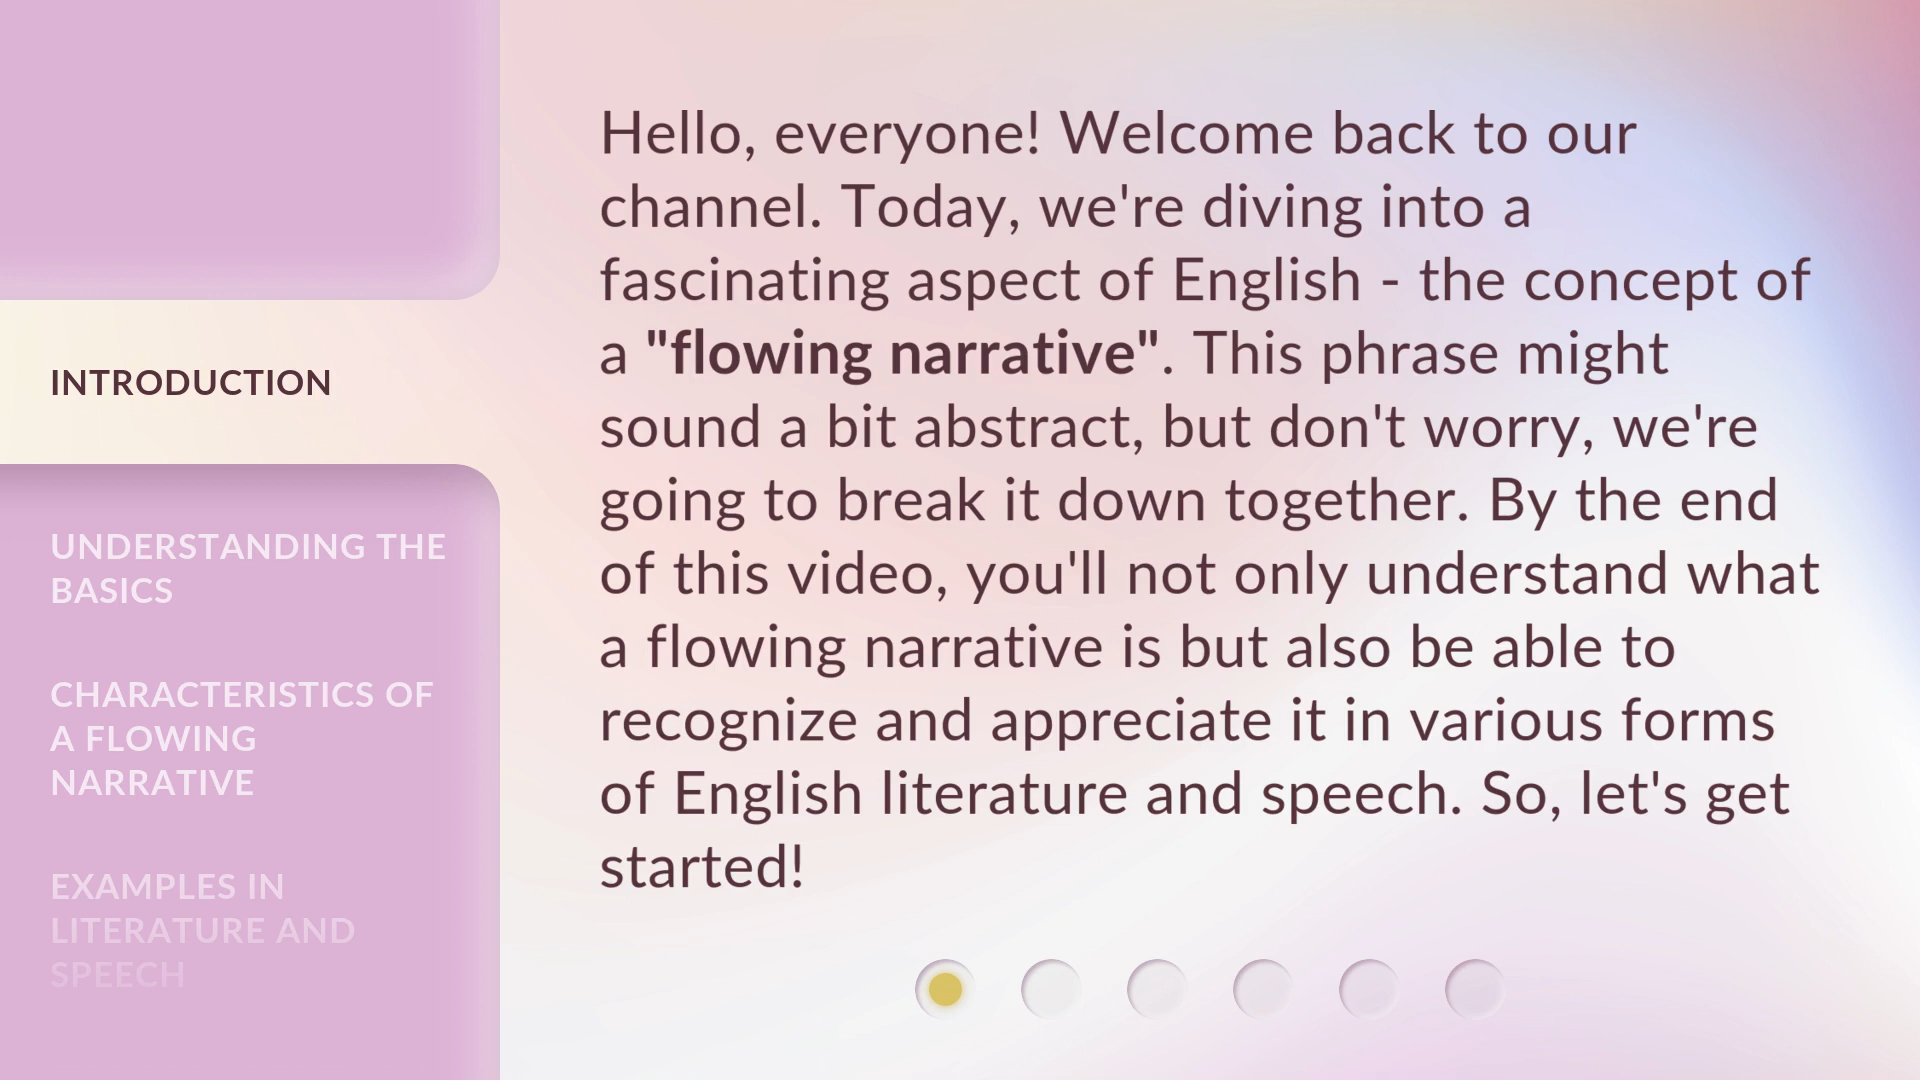 INTRODUCTION
UNDERSTANDING THE
BASICS
CHARACTERISTICS OF
A FLOWING
NARRATIVE
EXAMPLES IN
LITERATURE AND
SPEECH
Hello, everyone! Welcome back to our
channel. Today, we're diving into a
fascinating aspect of English - the concept of
a "flowing narrative". This phrase might
sound a bit abstract, but don't worry, we're
going to break it down together. By the end
of this video, you'll not only understand what
a flowing narrative is but also be able to
recognize and appreciate it in various forms
of English literature and speech. So, let's get
started!